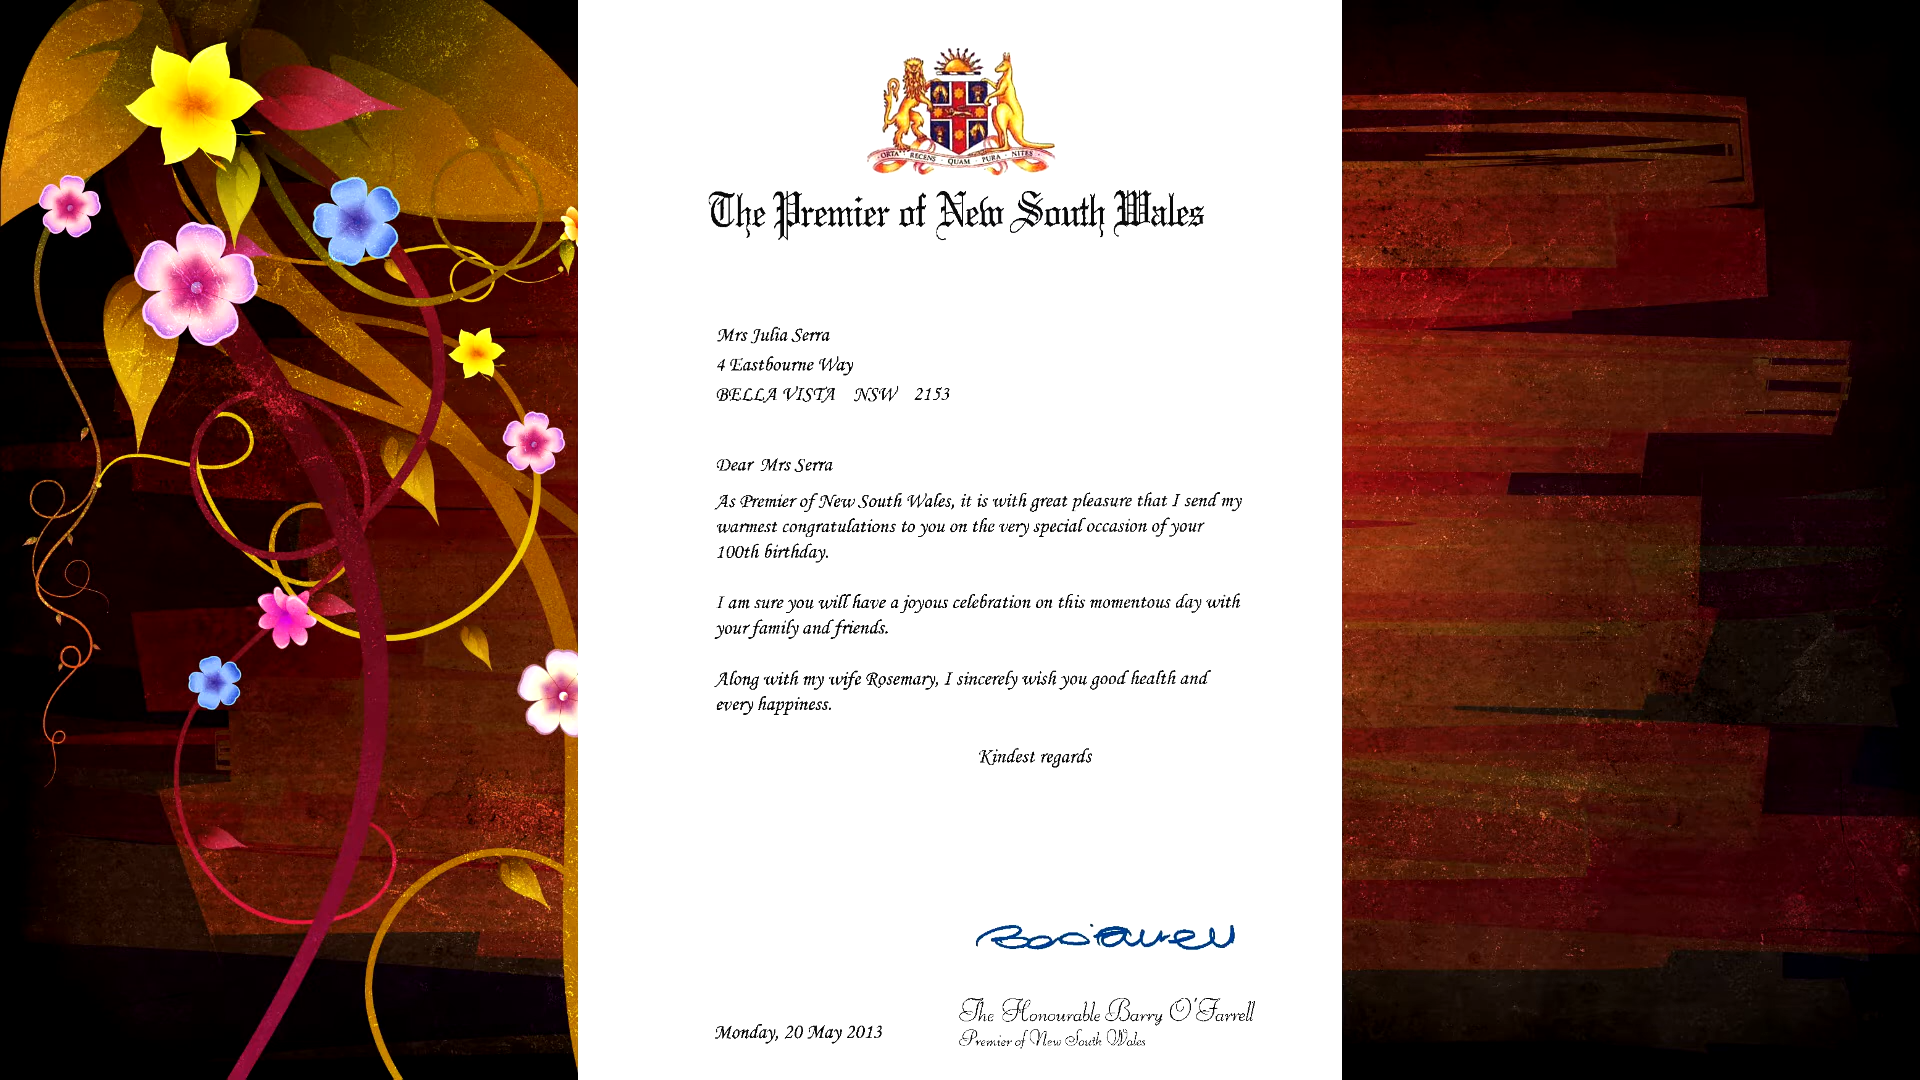 ORTA RECENS QUAM PURA NITES
The Premier of New South Wales
Mrs Julia Serra
4 Eastbourne Way
BELLA VISTA NSW 2153
Dear Mrs Serra
As Premier of New South Wales, it is with great pleasure that I send my
warmest congratulations to you on the very special occasion of your
100th birthday.
I am sure you will have a joyous celebration on this momentous day with
your family and friends.
Along with my wife Rosemary, I sincerely wish you good health and
every happiness.
Kindest regards
The Honourable Barry O'Farrell
Premier of New South Wales
Monday, 20 May 2013